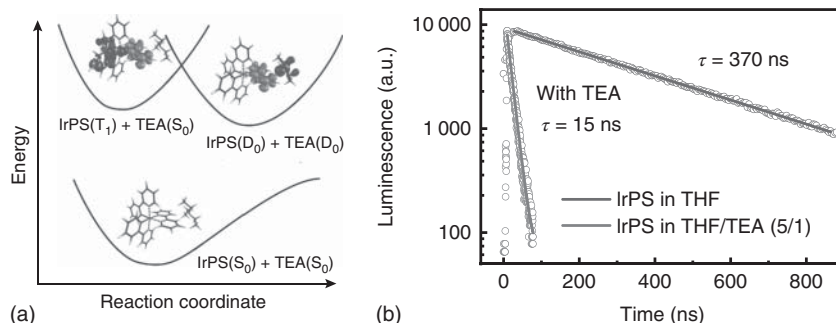 IrPS(T₁) + TEA(S₀)
IrPS(D₀) + TEA(D₀)
IrPS(S₀) + TEA(S₀)
Energy
Reaction coordinate
(a)
10 000
1 000
100
Luminescence (a.u.)
τ = 370 ns
With TEA
τ = 15 ns
IrPS in THF
IrPS in THF/TEA (5/1)
0
200
400
600
800
Time (ns)
(b)